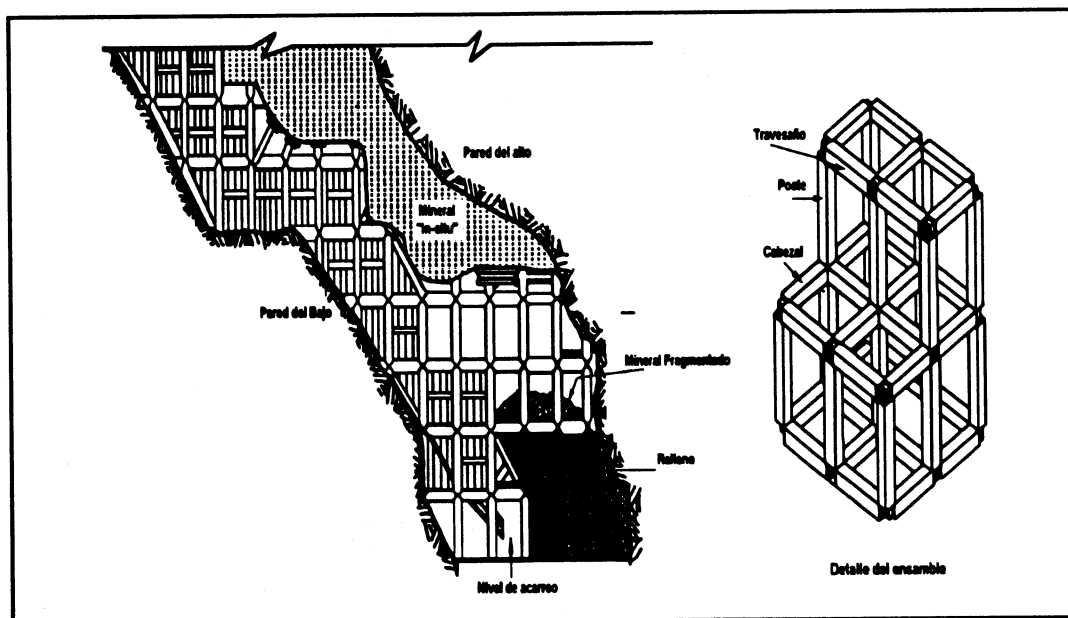 Pared del alto
Mineral
"in-situ"
Pared del Bajo
Mineral Fragmentado
Relleno
Nivel de acarreo
Travesaño
Poste
Cabezal
Detalle del ensamble